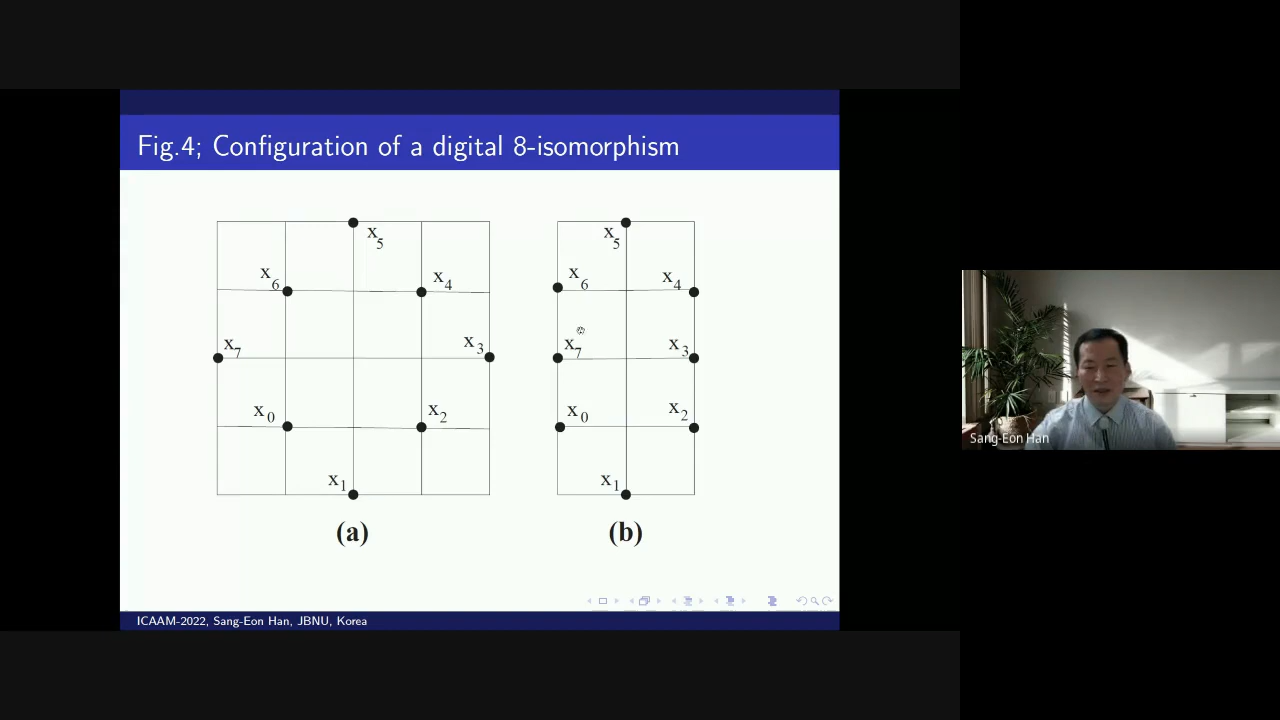 Fig.4; Configuration of a digital 8-isomorphism
x5
x6
x4
x7
x3
x0
x2
x1
(a)
x5
x6
x4
x7
x3
x0
x2
x1
(b)
Sang-Eon Han
ICAAM-2022, Sang-Eon Han, JBNU, Korea